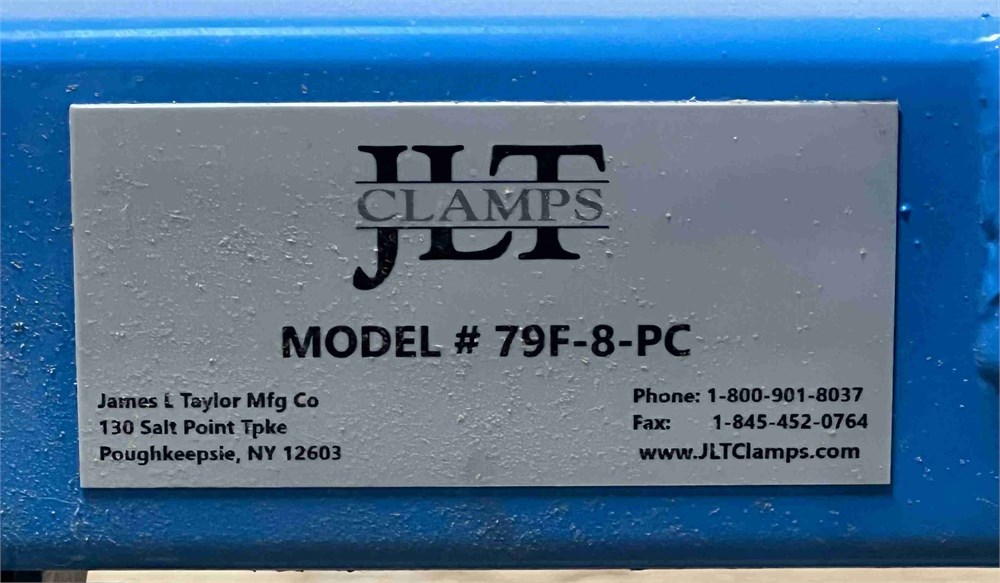 JLT
CLAMPS
MODEL # 79F-8-PC
James L Taylor Mfg Co
130 Salt Point Tpke
Poughkeepsie, NY 12603
Phone: 1-800-901-8037
Fax: 1-845-452-0764
www.JLTClamps.com